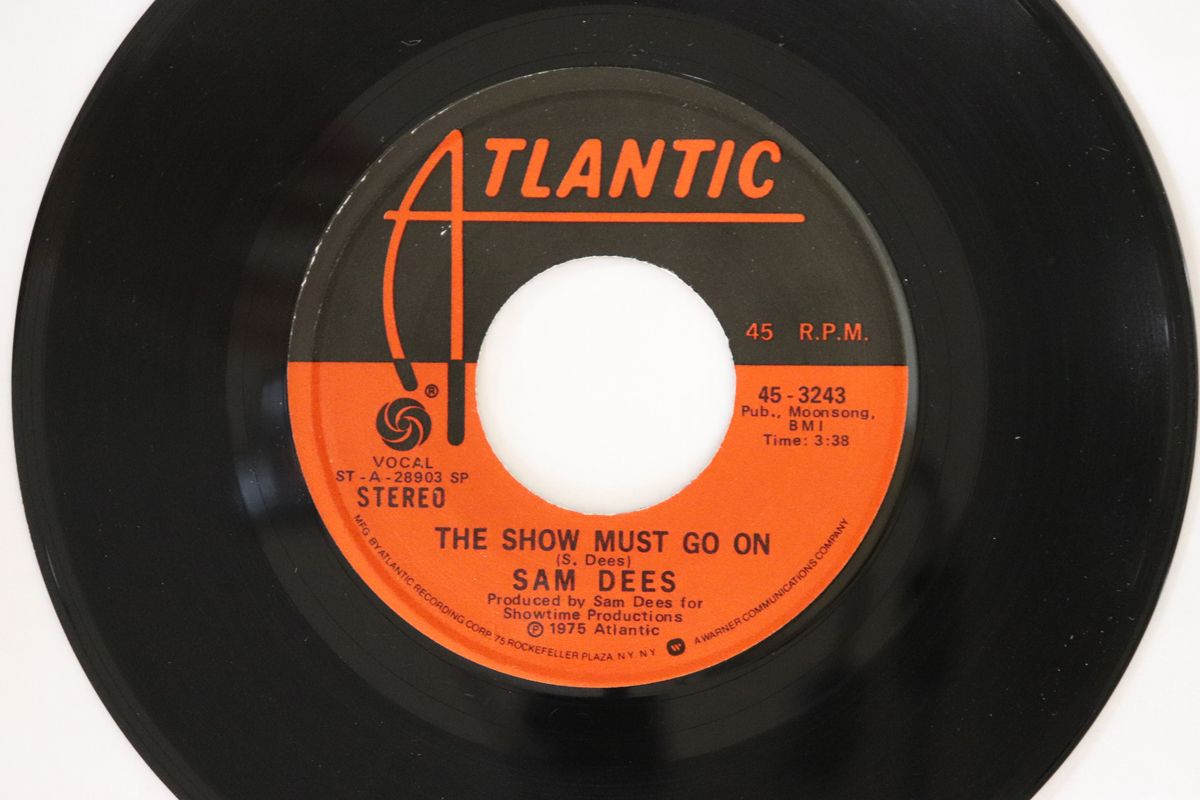 ATLANTIC
45 R.P.M.
®
45-3243
Pub., Moonsong,
BMI
Time: 3:38
VOCAL
ST-A-28903 SP
STEREO
THE SHOW MUST GO ON
(S. Dees)
SAM DEES
Produced by Sam Dees for
Showtime Productions
℗ 1975 Atlantic
MFG. BY ATLANTIC RECORDING CORP. 75 ROCKEFELLER PLAZA, N.Y. N.Y. W A WARNER COMMUNICATIONS COMPANY